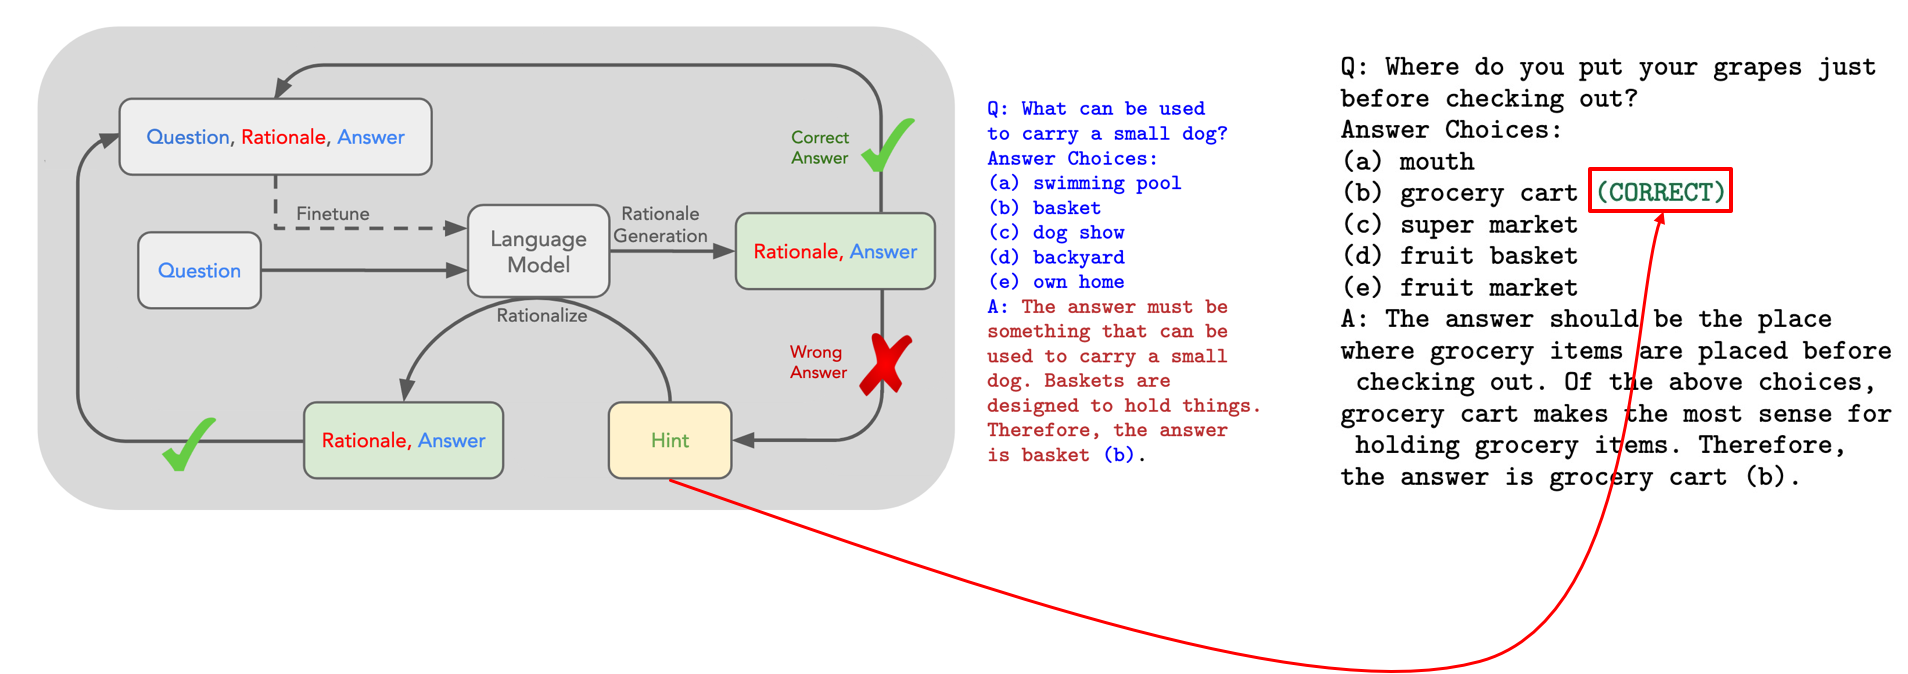 Question, Rationale, Answer
Finetune
Question
Language
Model
Rationale
Generation
Rationale, Answer
Correct
Answer
Wrong
Answer
Rationalize
Rationale, Answer
Hint
Q: What can be used
to carry a small dog?
Answer Choices:
(a) swimming pool
(b) basket
(c) dog show
(d) backyard
(e) own home
A: The answer must be
something that can be
used to carry a small
dog. Baskets are
designed to hold things.
Therefore, the answer
is basket (b).
Q: Where do you put your grapes just
before checking out?
Answer Choices:
(a) mouth
(b) grocery cart (CORRECT)
(c) super market
(d) fruit basket
(e) fruit market
A: The answer should be the place
where grocery items are placed before
checking out. Of the above choices,
grocery cart makes the most sense for
holding grocery items. Therefore,
the answer is grocery cart (b).